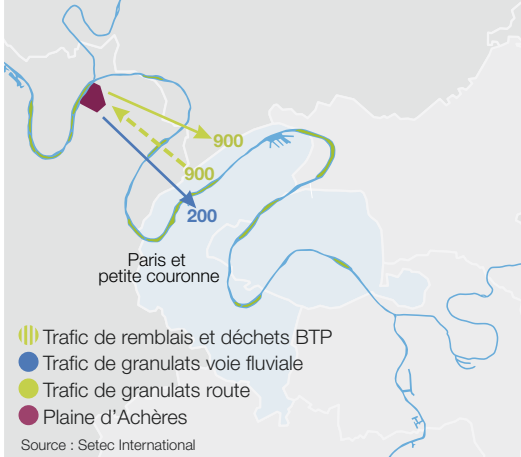 900
900
200
Paris et
petite couronne
Trafic de remblais et déchets BTP
Trafic de granulats voie fluviale
Trafic de granulats route
Plaine d'Achères
Source : Setec International